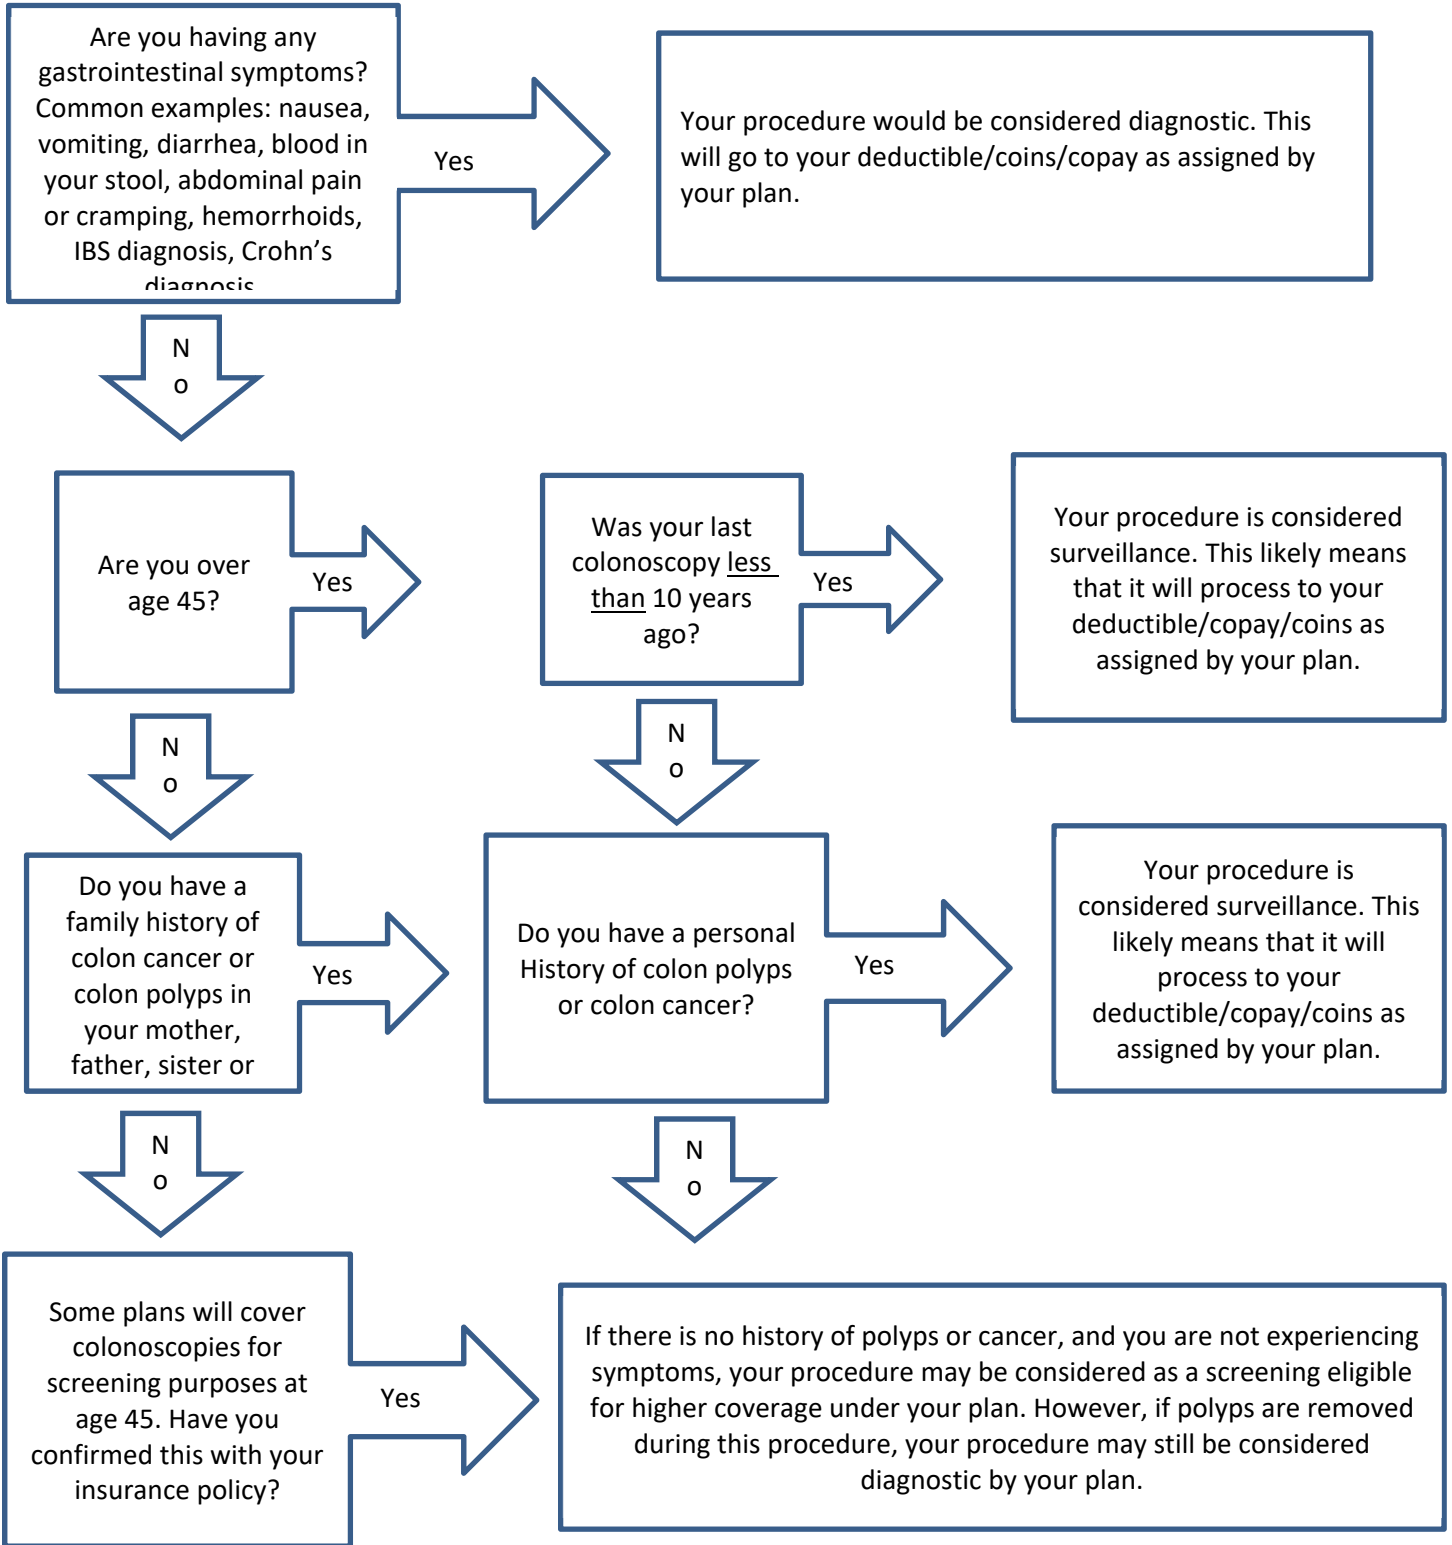 Are you having any
gastrointestinal symptoms?
Common examples: nausea,
vomiting, diarrhea, blood in
your stool, abdominal pain
or cramping, hemorrhoids,
IBS diagnosis, Crohn’s
diagnosis
Yes
Your procedure would be considered diagnostic. This
will go to your deductible/coins/copay as assigned by
your plan.
N
o
Are you over
age 45?
Yes
Was your last
colonoscopy less
than 10 years
ago?
Yes
Your procedure is considered
surveillance. This likely means
that it will process to your
deductible/copay/coins as
assigned by your plan.
N
o
N
o
Do you have a
family history of
colon cancer or
colon polyps in
your mother,
father, sister or
Yes
Do you have a personal
History of colon polyps
or colon cancer?
Yes
Your procedure is
considered surveillance. This
likely means that it will
process to your
deductible/copay/coins as
assigned by your plan.
N
o
N
o
Some plans will cover
colonoscopies for
screening purposes at
age 45. Have you
confirmed this with your
insurance policy?
Yes
If there is no history of polyps or cancer, and you are not experiencing
symptoms, your procedure may be considered as a screening eligible
for higher coverage under your plan. However, if polyps are removed
during this procedure, your procedure may still be considered
diagnostic by your plan.